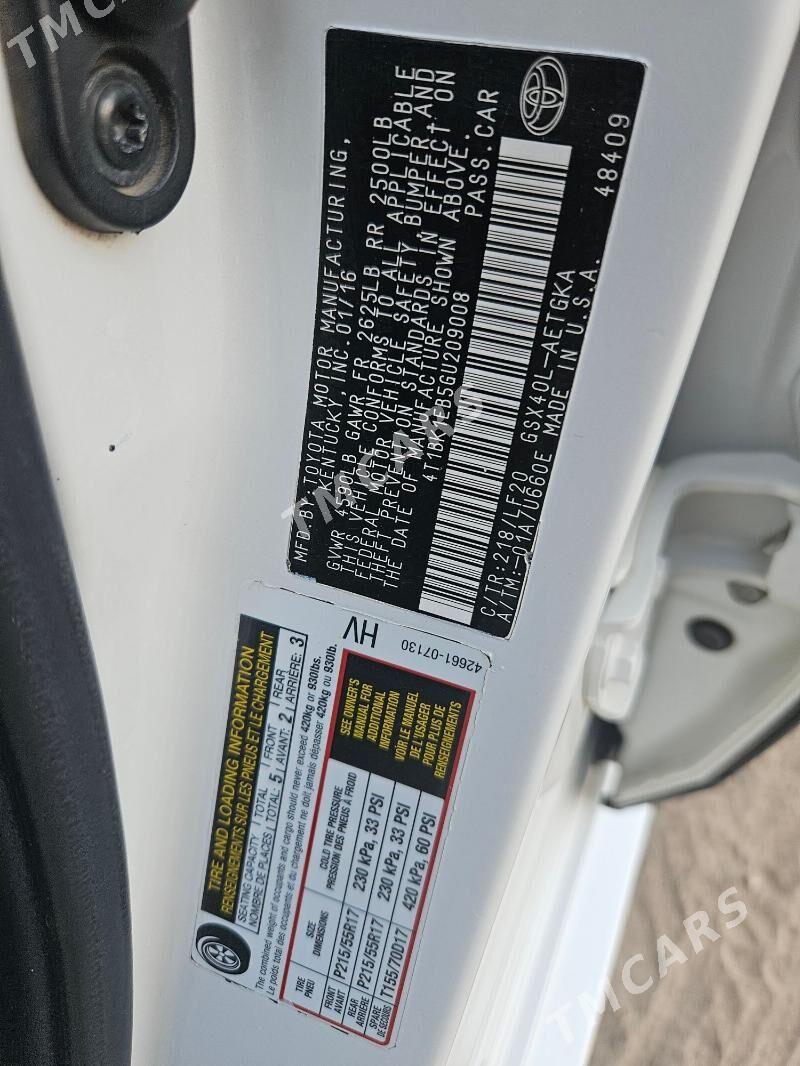 MFD.BY TOYOTA MOTOR MANUFACTURING,
KENTUCKY, INC. 01/16
GVWR 4590LB GAWR FR 2625LB RR 2500LB
THIS VEHICLE CONFORMS TO ALL APPLICABLE
FEDERAL MOTOR VEHICLE SAFETY, BUMPER, AND
THEFT PREVENTION STANDARDS IN EFFECT ON
THE DATE OF MANUFACTURE SHOWN ABOVE.
PASS.CAR
C/TR:218/LF20 GSX40L-AETGKA
A/TM:-01A/U660E MADE IN U.S.A.
48409
TIRE AND LOADING INFORMATION
RENSEIGNEMENTS SUR LES PNEUS ET LE CHARGEMENT
SEATING CAPACITY | TOTAL 5 | FRONT 2 | REAR 3
NOMBRE DE PLACES | TOTAL: 5 | AVANT: 2 | ARRIÈRE: 3
The combined weight of occupants and cargo should never exceed 420kg or 930lbs.
Le poids total des occupants et du chargement ne doit jamais dépasser 420kg ou 930lb.
TIRE PNEU SIZE DIMENSIONS COLD TIRE PRESSURE PRESSION DES PNEUS À FROID
FRONT AVANT P215/55R17 230 kPa, 33 PSI
REAR ARRIÈRE P215/55R17 230 kPa, 33 PSI
SPARE DE SECOURS T155/70D17 420 kPa, 60 PSI
SEE OWNER'S
MANUAL FOR
ADDITIONAL
INFORMATION
VOIR LE MANUEL
DE L'USAGER
POUR PLUS DE
RENSEIGNEMENTS
HV
42661-07130
TMCARS
TMCARS
TMCARS
TMCARS